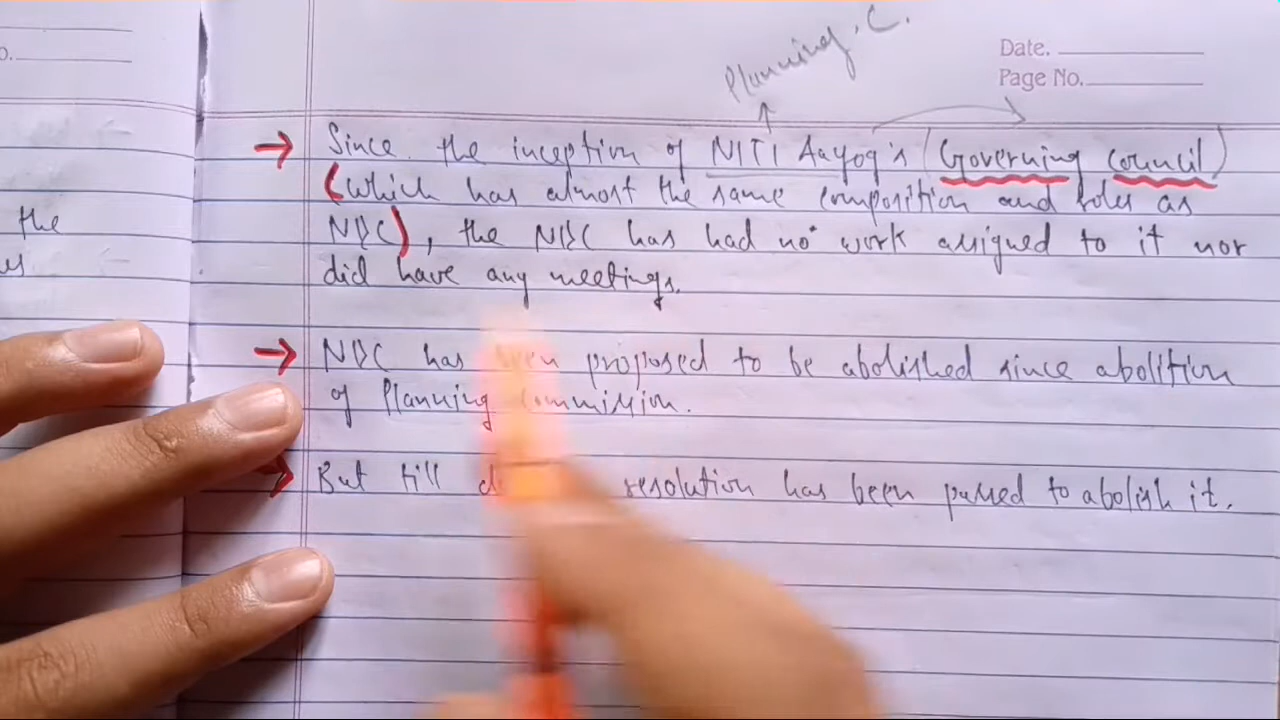 Planning. C.
Date.
Page No.
o.
→ Since the inception of NITI Aayog's (Governing Council)
(which has almost the same composition and roles as
NDC), the NDC has had no work assigned to it nor
did have any meetings.
→ NDC has been proposed to be abolished since abolition
of Planning Commission.
→ But till resolution has been passed to abolish it.
the